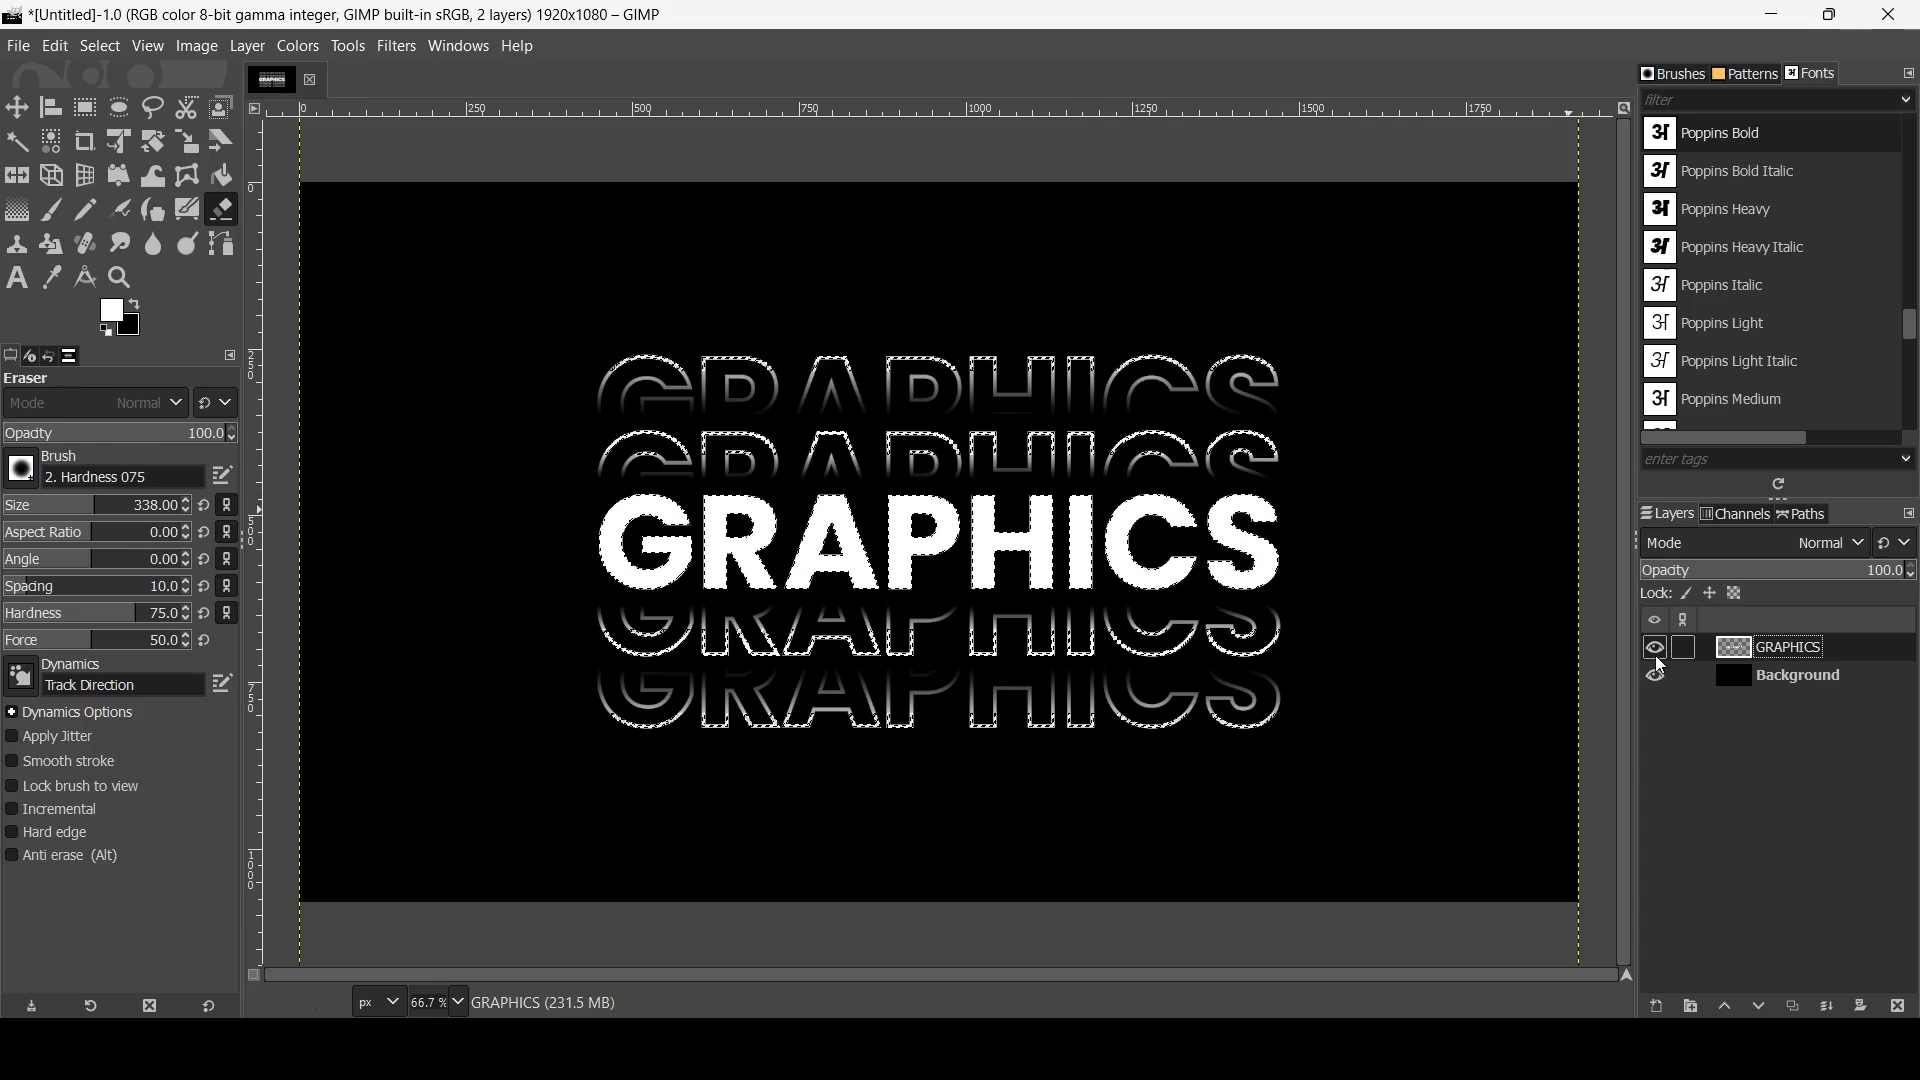 *[Untitled]-1.0 (RGB color 8-bit gamma integer, GIMP built-in sRGB, 2 layers) 1920x1080 – GIMP
File Edit Select View Image Layer Colors Tools Filters Windows Help
Brushes Patterns Fonts
filter
0 250 500 750 1000 1250 1500 1750
Poppins Bold
Poppins Bold Italic
Poppins Heavy
Poppins Heavy Italic
Poppins Italic
Poppins Light
Poppins Light Italic
Poppins Medium
enter tags
0
250
500
750
1000
GRAPHICS
GRAPHICS
GRAPHICS
GRAPHICS
GRAPHICS
Eraser
Mode Normal
Opacity 100.0
Brush
2. Hardness 075
Size 338.00
Aspect Ratio 0.00
Angle 0.00
Spacing 10.0
Hardness 75.0
Force 50.0
Dynamics
Track Direction
Dynamics Options
Apply Jitter
Smooth stroke
Lock brush to view
Incremental
Hard edge
Anti erase (Alt)
Layers Channels Paths
Mode Normal
Opacity 100.0
Lock:
GRAPHICS
Background
px 66.7 % GRAPHICS (231.5 MB)